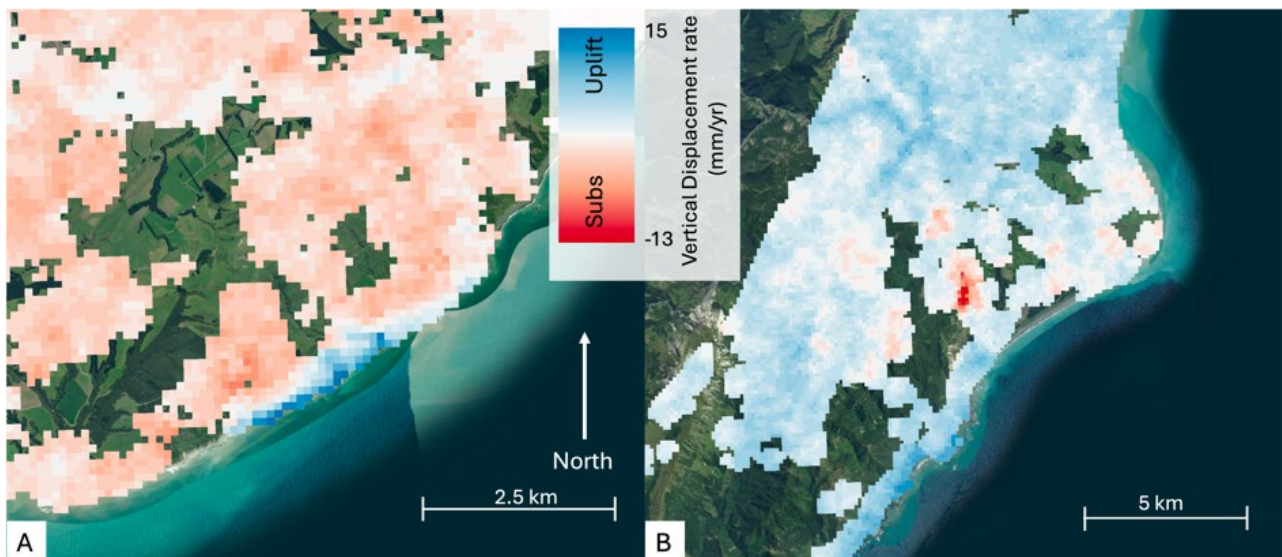 15
Uplift
Subs
-13
Vertical Displacement rate
(mm/yr)
North
2.5 km
5 km
A
B